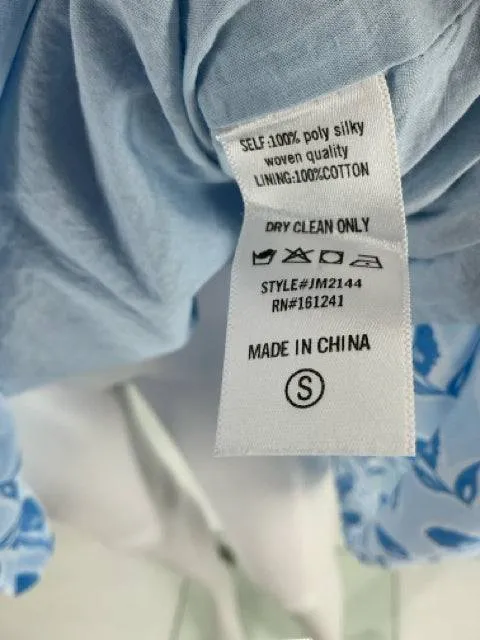 SELF:100% poly silky
woven quality
LINING:100%COTTON
DRY CLEAN ONLY
STYLE#JM2144
RN#161241
MADE IN CHINA
S